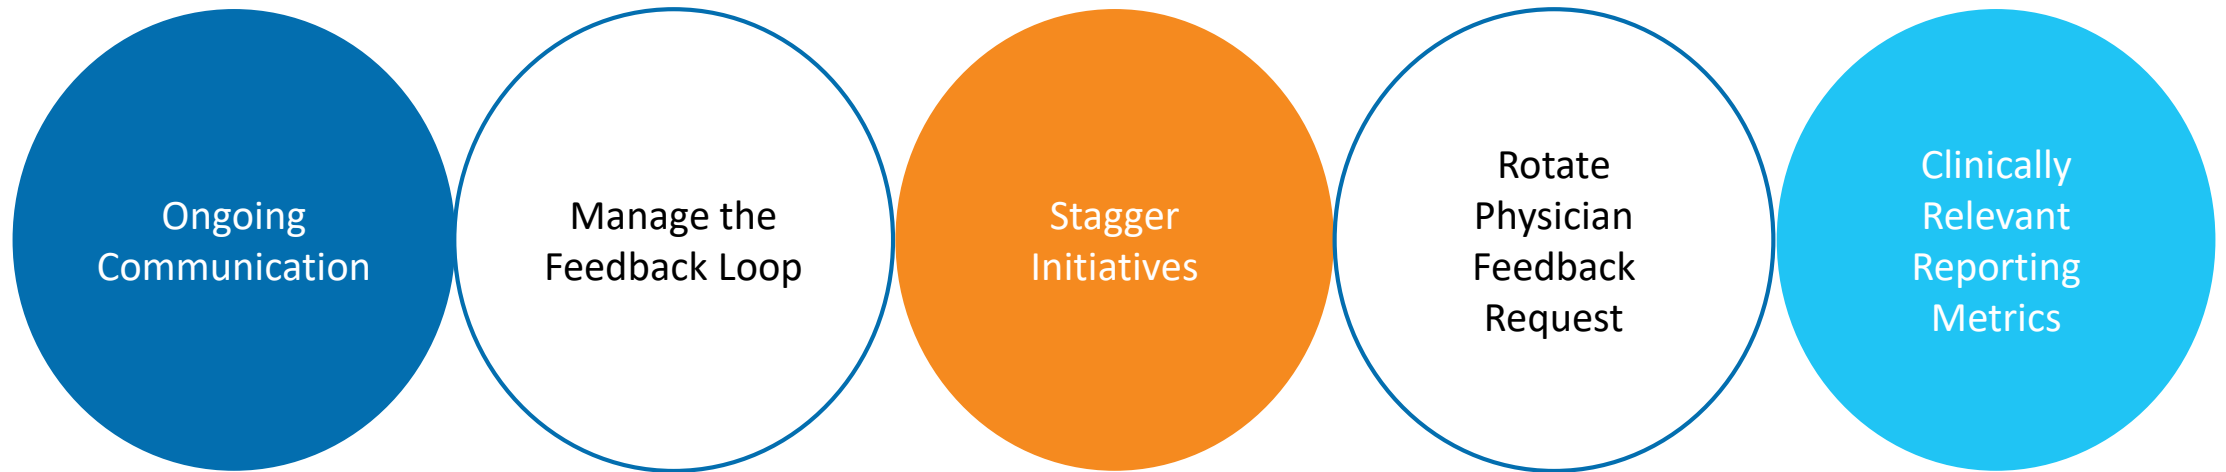 Ongoing
Communication
Manage the
Feedback Loop
Stagger
Initiatives
Rotate
Physician
Feedback
Request
Clinically
Relevant
Reporting
Metrics